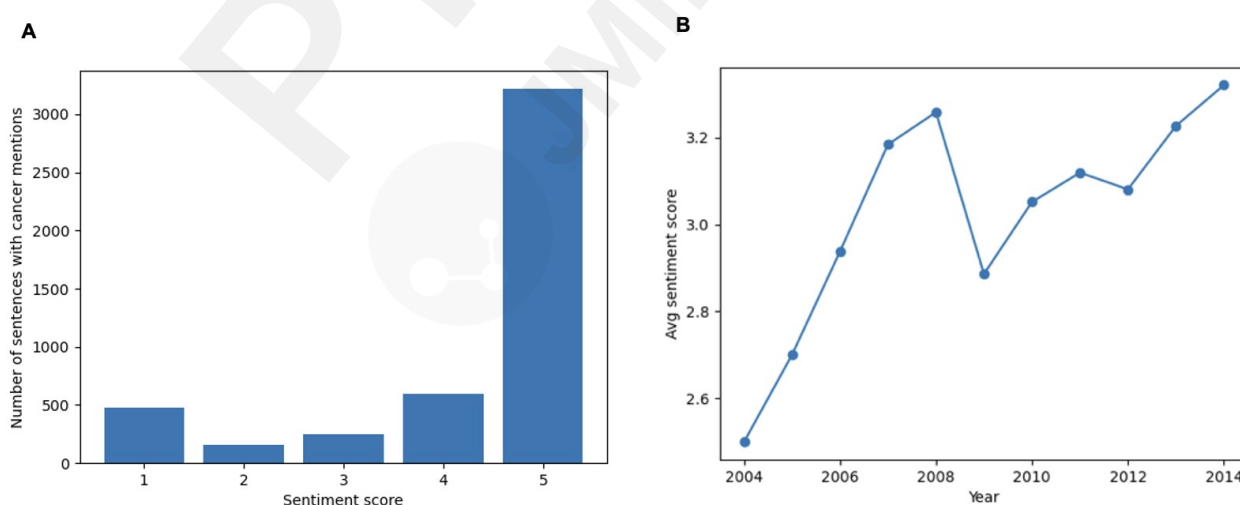 A
Number of sentences with cancer mentions
3000
2500
2000
1500
1000
500
0
1 2 3 4 5
Sentiment score
B
Avg sentiment score
3.2
3.0
2.8
2.6
2004 2006 2008 2010 2012 2014
Year